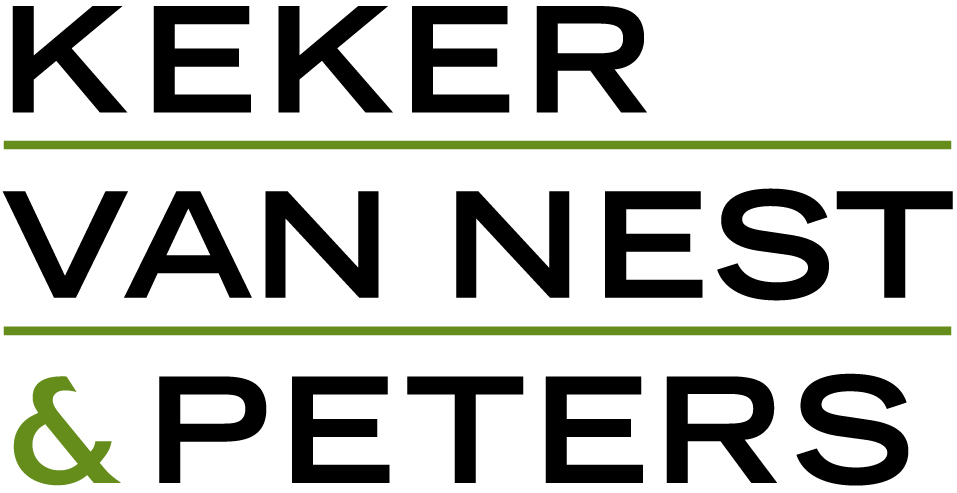 KEKER
VAN NEST
& PETERS